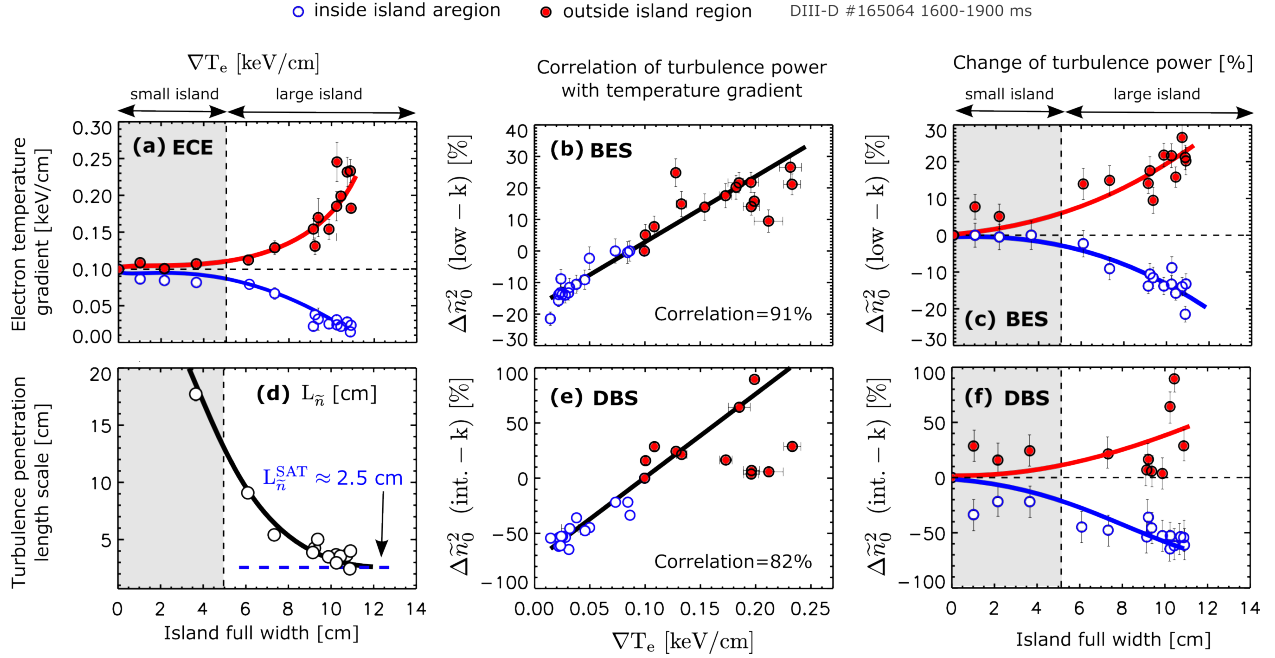 inside island aregion
outside island region
DIII-D #165064 1600-1900 ms
∇Tₑ [keV/cm]
small island
large island
Electron temperature
gradient [keV/cm]
0.30
0.25
0.20
0.15
0.10
0.05
0.00
(a) ECE
Correlation of turbulence power
with temperature gradient
Δñ₀² (low − k) [%]
40
30
20
10
0
−10
−20
−30
(b) BES
Correlation=91%
Change of turbulence power [%]
small island
large island
Δñ₀² (low − k) [%]
40
30
20
10
0
−10
−20
−30
(c) BES
Turbulence penetration
length scale [cm]
20
15
10
5
(d) Lₙ̃ [cm]
Lₙ̃^SAT ≈ 2.5 cm
0
2
4
6
8
10
12
14
Island full width [cm]
Δñ₀² (int. − k) [%]
100
50
0
−50
−100
(e) DBS
Correlation=82%
0.00
0.05
0.10
0.15
0.20
0.25
∇Tₑ [keV/cm]
Δñ₀² (int. − k) [%]
100
50
0
−50
−100
(f) DBS
0
2
4
6
8
10
12
14
Island full width [cm]